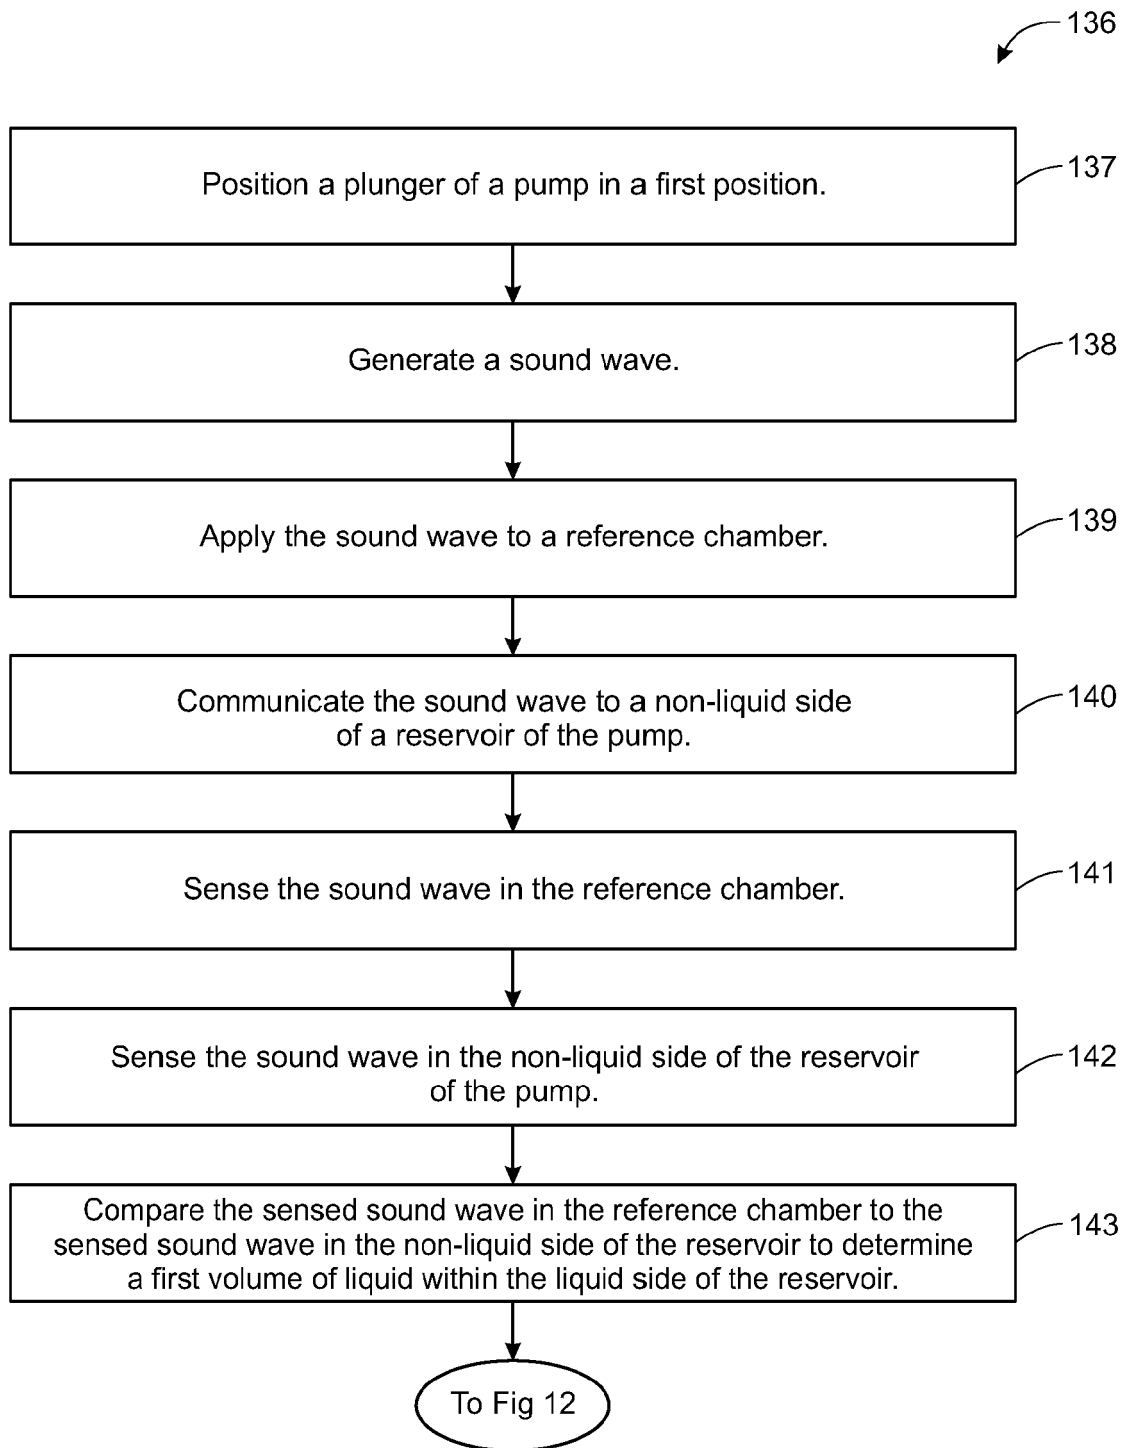 136
Position a plunger of a pump in a first position.
137
Generate a sound wave.
138
Apply the sound wave to a reference chamber.
139
Communicate the sound wave to a non-liquid side
of a reservoir of the pump.
140
Sense the sound wave in the reference chamber.
141
Sense the sound wave in the non-liquid side of the reservoir
of the pump.
142
Compare the sensed sound wave in the reference chamber to the
sensed sound wave in the non-liquid side of the reservoir to determine
a first volume of liquid within the liquid side of the reservoir.
143
To Fig 12